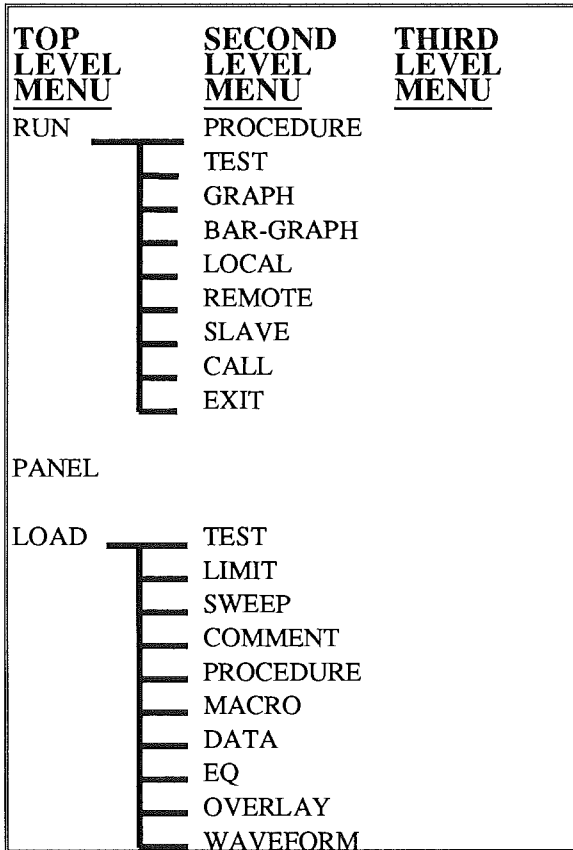 TOP SECOND THIRD
LEVEL LEVEL LEVEL
MENU MENU MENU
RUN PROCEDURE
TEST
GRAPH
BAR-GRAPH
LOCAL
REMOTE
SLAVE
CALL
EXIT
PANEL
LOAD TEST
LIMIT
SWEEP
COMMENT
PROCEDURE
MACRO
DATA
EQ
OVERLAY
WAVEFORM